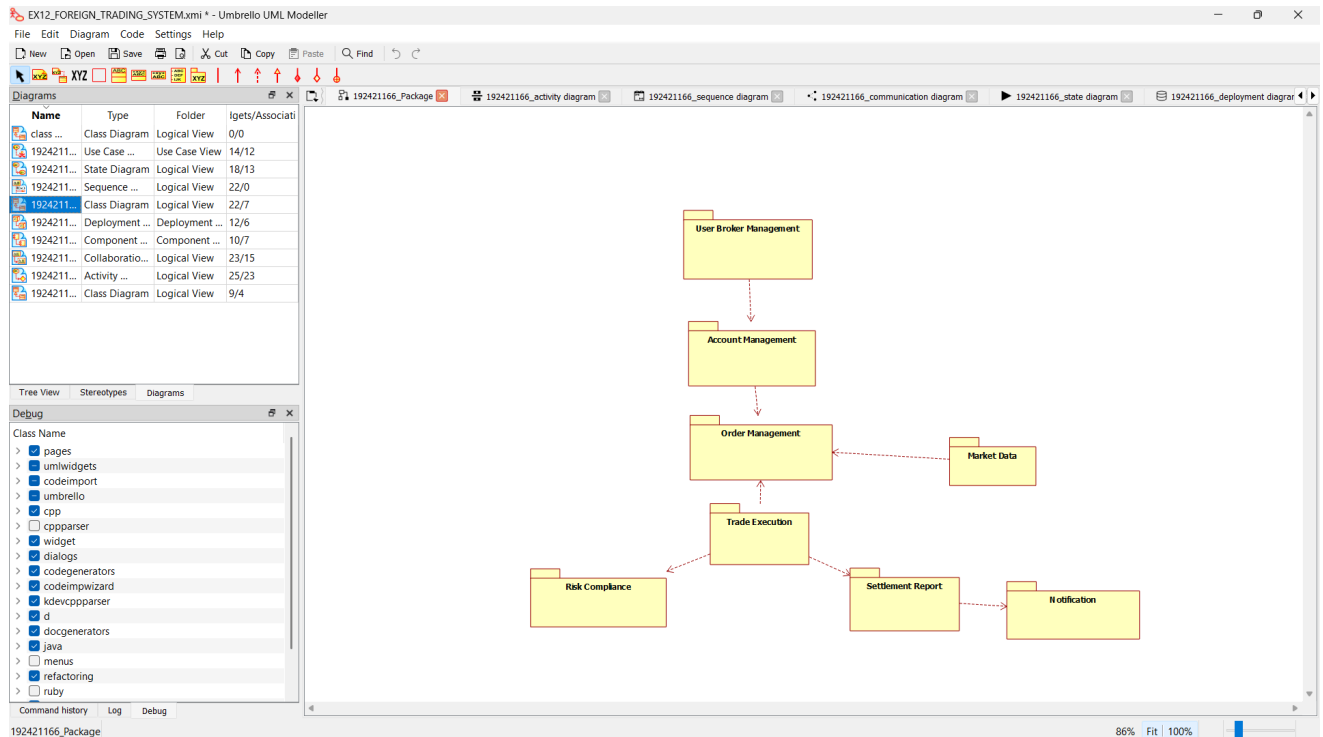 EX12_FOREIGN_TRADING_SYSTEM.xmi * - Umbrello UML Modeller
File Edit Diagram Code Settings Help
New Open Save Cut Copy Paste Find
XYZ
Diagrams
192421166_Package 192421166_activity diagram 192421166_sequence diagram 192421166_communication diagram 192421166_state diagram 192421166_deployment diagrar
Name Type Folder lgets/Associati
class ... Class Diagram Logical View 0/0
1924211... Use Case ... Use Case View 14/12
1924211... State Diagram Logical View 18/13
1924211... Sequence ... Logical View 22/0
1924211... Class Diagram Logical View 22/7
1924211... Deployment ... Deployment ... 12/6
1924211... Component ... Component ... 10/7
1924211... Collaboratio... Logical View 23/15
1924211... Activity ... Logical View 25/23
1924211... Class Diagram Logical View 9/4
Tree View Stereotypes Diagrams
Debug
Class Name
pages
umlwidgets
codeimport
umbrello
cpp
cppparser
widget
dialogs
codegenerators
codeimpwizard
kdevcppparser
d
docgenerators
java
menus
refactoring
ruby
Command history Log Debug
User Broker Management
Account Management
Order Management
Market Data
Trade Execution
Risk Compliance
Settlement Report
Notification
192421166_Package
86% Fit 100%